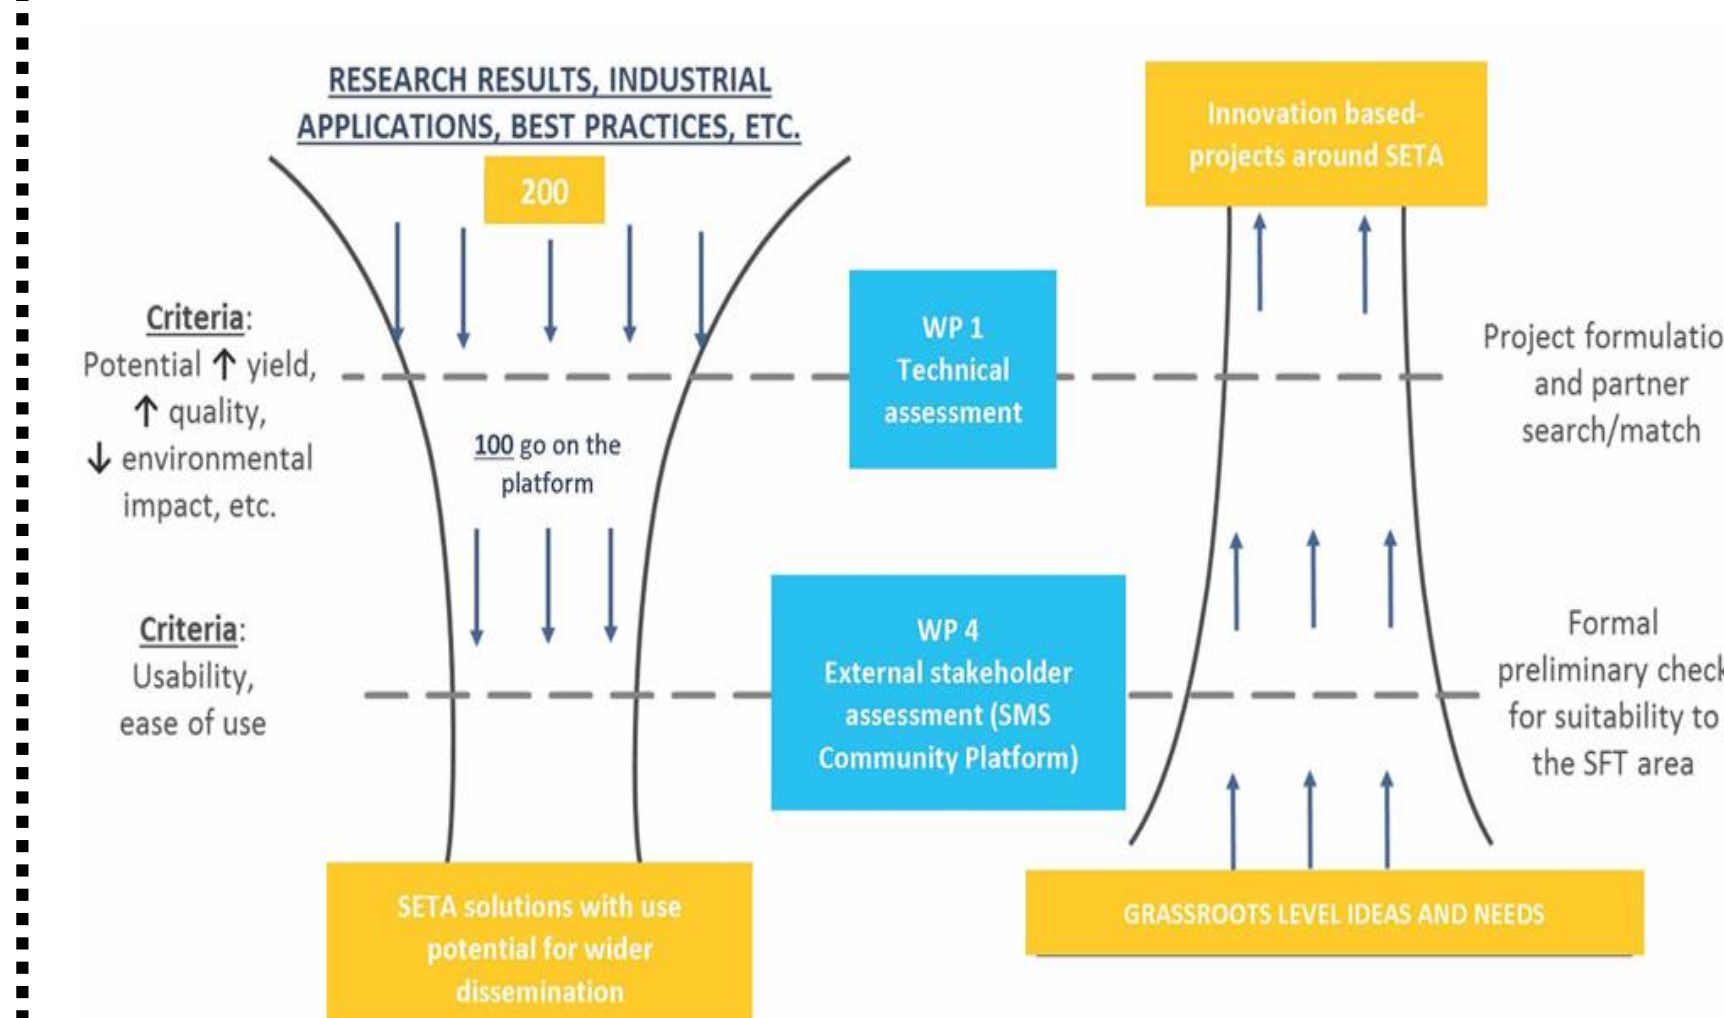 RESEARCH RESULTS, INDUSTRIAL
APPLICATIONS, BEST PRACTICES, ETC.
200
Criteria:
Potential ↑ yield,
↑ quality,
↓ environmental
impact, etc.
100 go on the
platform
Criteria:
Usability,
ease of use
SETA solutions with use
potential for wider
dissemination
WP 1
Technical
assessment
WP 4
External stakeholder
assessment (SMS
Community Platform)
Innovation based-
projects around SETA
Project formulatio
and partner
search/match
Formal
preliminary check
for suitability to
the SFT area
GRASSROOTS LEVEL IDEAS AND NEEDS